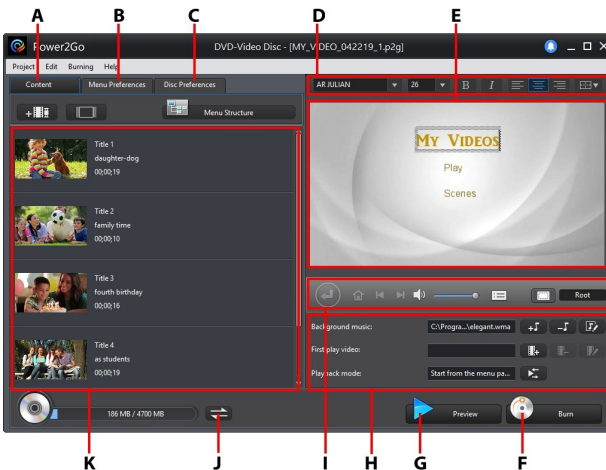 A B C D E
Power2Go DVD-Video Disc - [MY_VIDEO_042219_1.p2g]
Project Edit Burning Help
Content Menu Preferences Disc Preferences
AR JULIAN 26 B I
Menu Structure
Title 1
daughter-dog
00;00;19
Title 2
family time
00;00;10
Title 3
fourth birthday
00;00;16
Title 4
as students
00;00;19
My Videos
Play
Scenes
Root
Background music: C:\Progra...\elegant.wma
First play video:
Playback mode: Start from the menu pa...
186 MB / 4700 MB
Preview Burn
K J I H G F